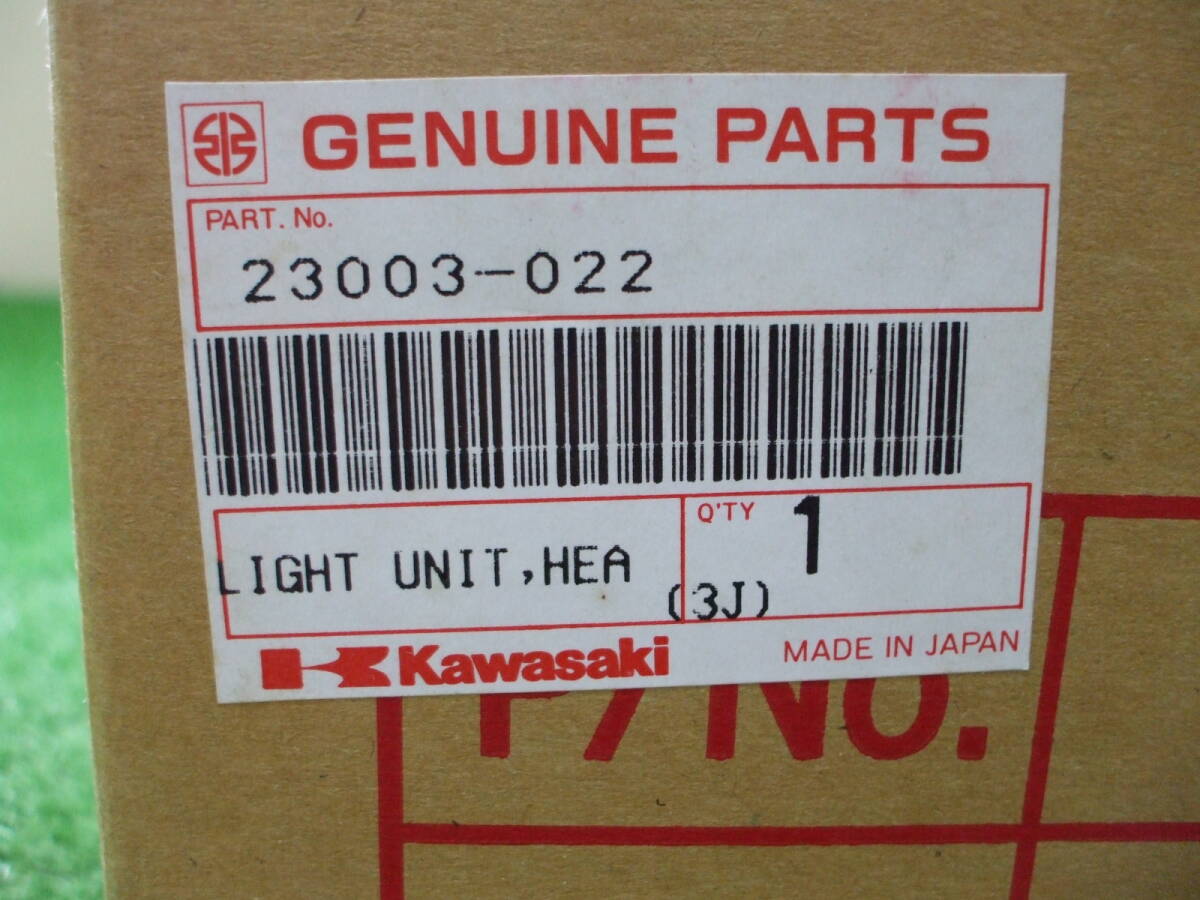 GENUINE PARTS
PART. No.
23003-022
LIGHT UNIT,HEA
Q'TY 1
(3J)
Kawasaki
MADE IN JAPAN
P/No.